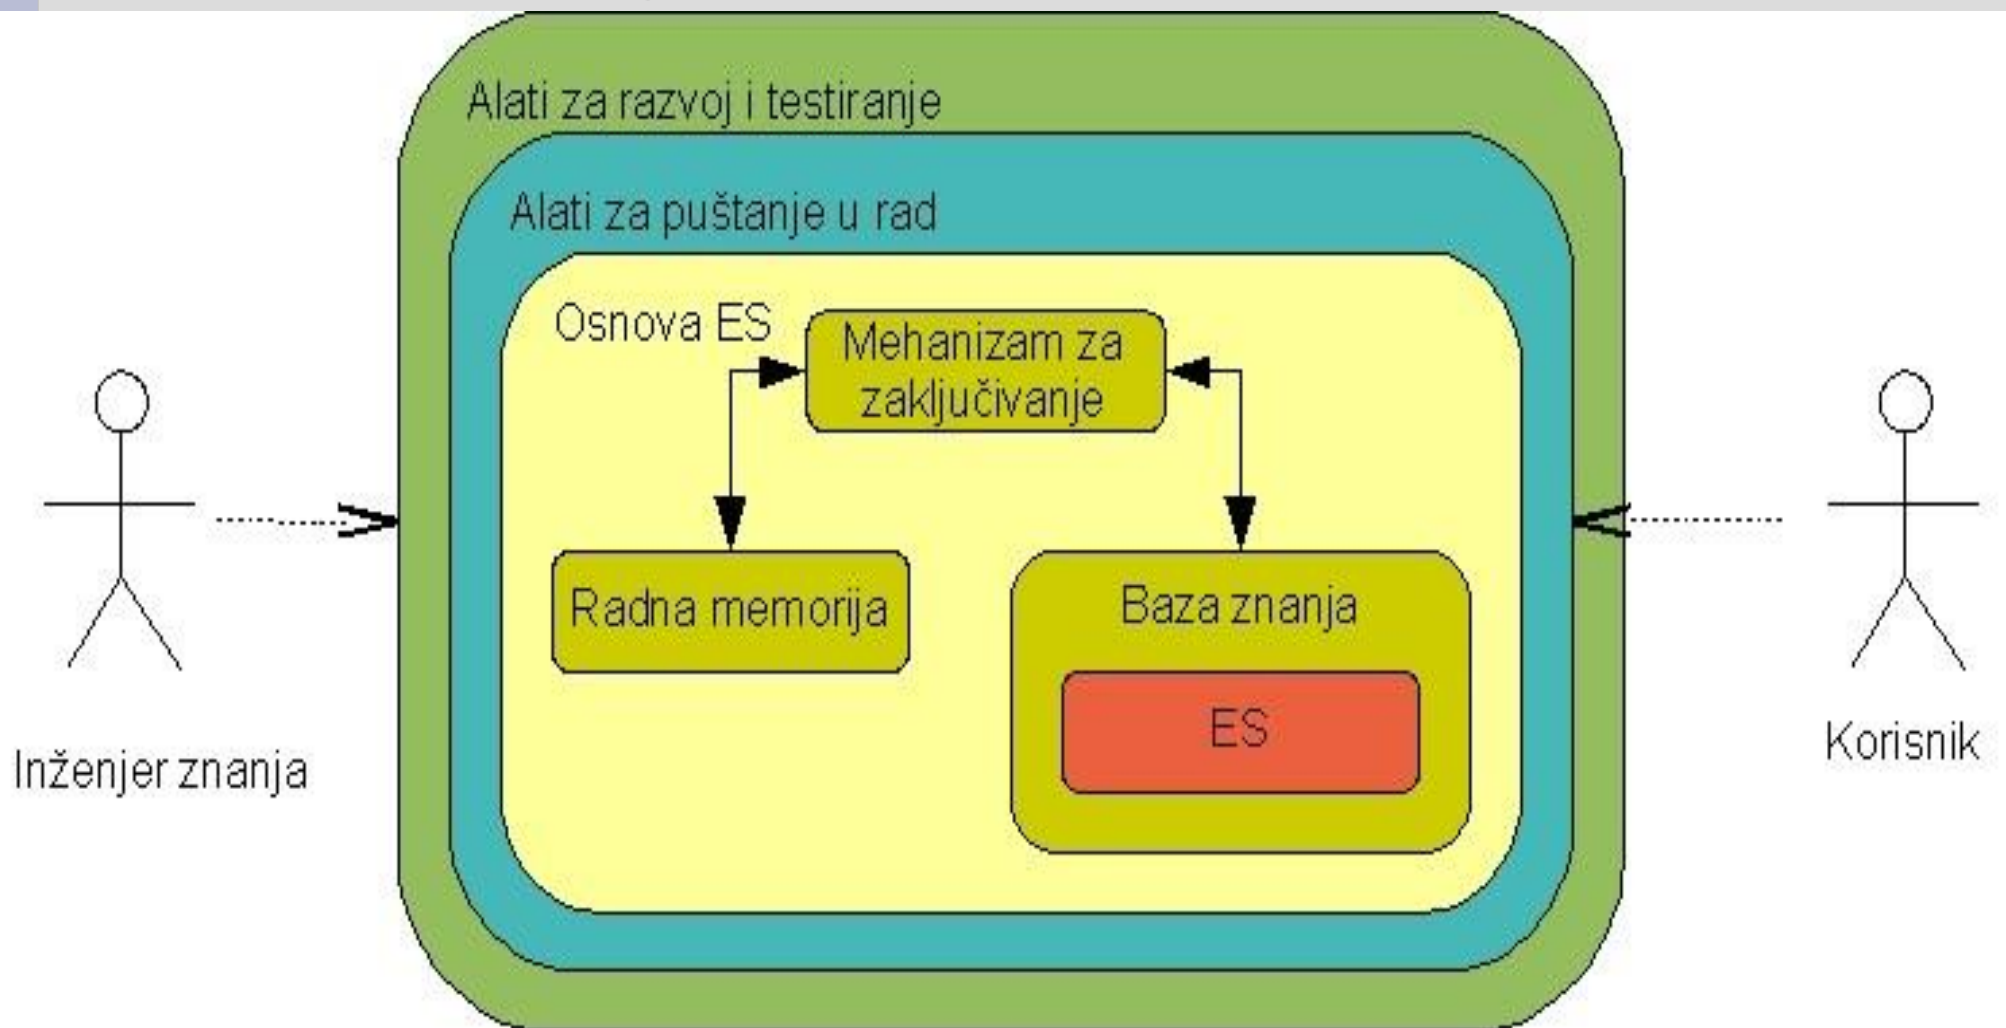 Alati za razvoj i testiranje
Alati za puštanje u rad
Osnova ES
Mehanizam za
zaključivanje
Radna memorija
Baza znanja
ES
Inženjer znanja
Korisnik